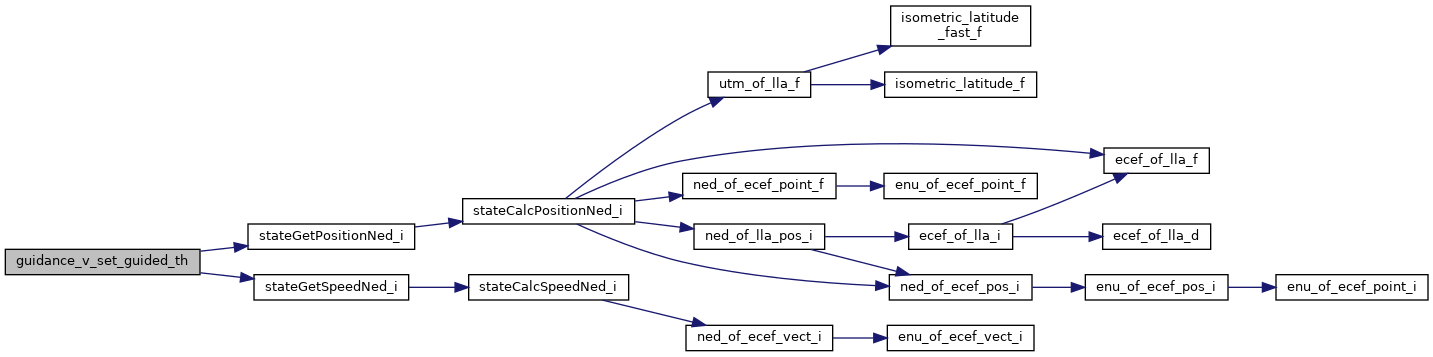 isometric_latitude
_fast_f
utm_of_lla_f
isometric_latitude_f
ecef_of_lla_f
ned_of_ecef_point_f
enu_of_ecef_point_f
stateCalcPositionNed_i
stateGetPositionNed_i
ned_of_lla_pos_i
ecef_of_lla_i
ecef_of_lla_d
guidance_v_set_guided_th
stateGetSpeedNed_i
stateCalcSpeedNed_i
ned_of_ecef_pos_i
enu_of_ecef_pos_i
enu_of_ecef_point_i
ned_of_ecef_vect_i
enu_of_ecef_vect_i